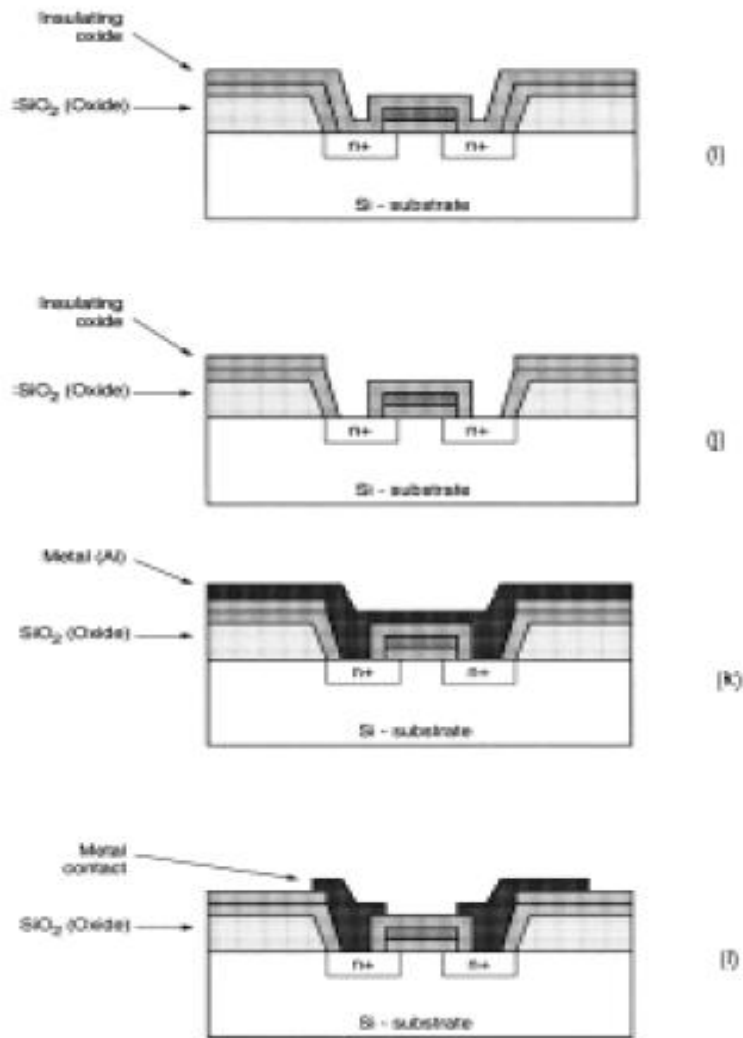 Insulating
oxide
:SiO2 (Oxide)
n+ n+
Si - substrate
(i)
Insulating
oxide
:SiO2 (Oxide)
n+ n+
Si - substrate
(j)
Metal (Al)
SiO2 (Oxide)
n+ n+
Si - substrate
(k)
Metal
contact
SiO2 (Oxide)
n+ n+
Si - substrate
(l)